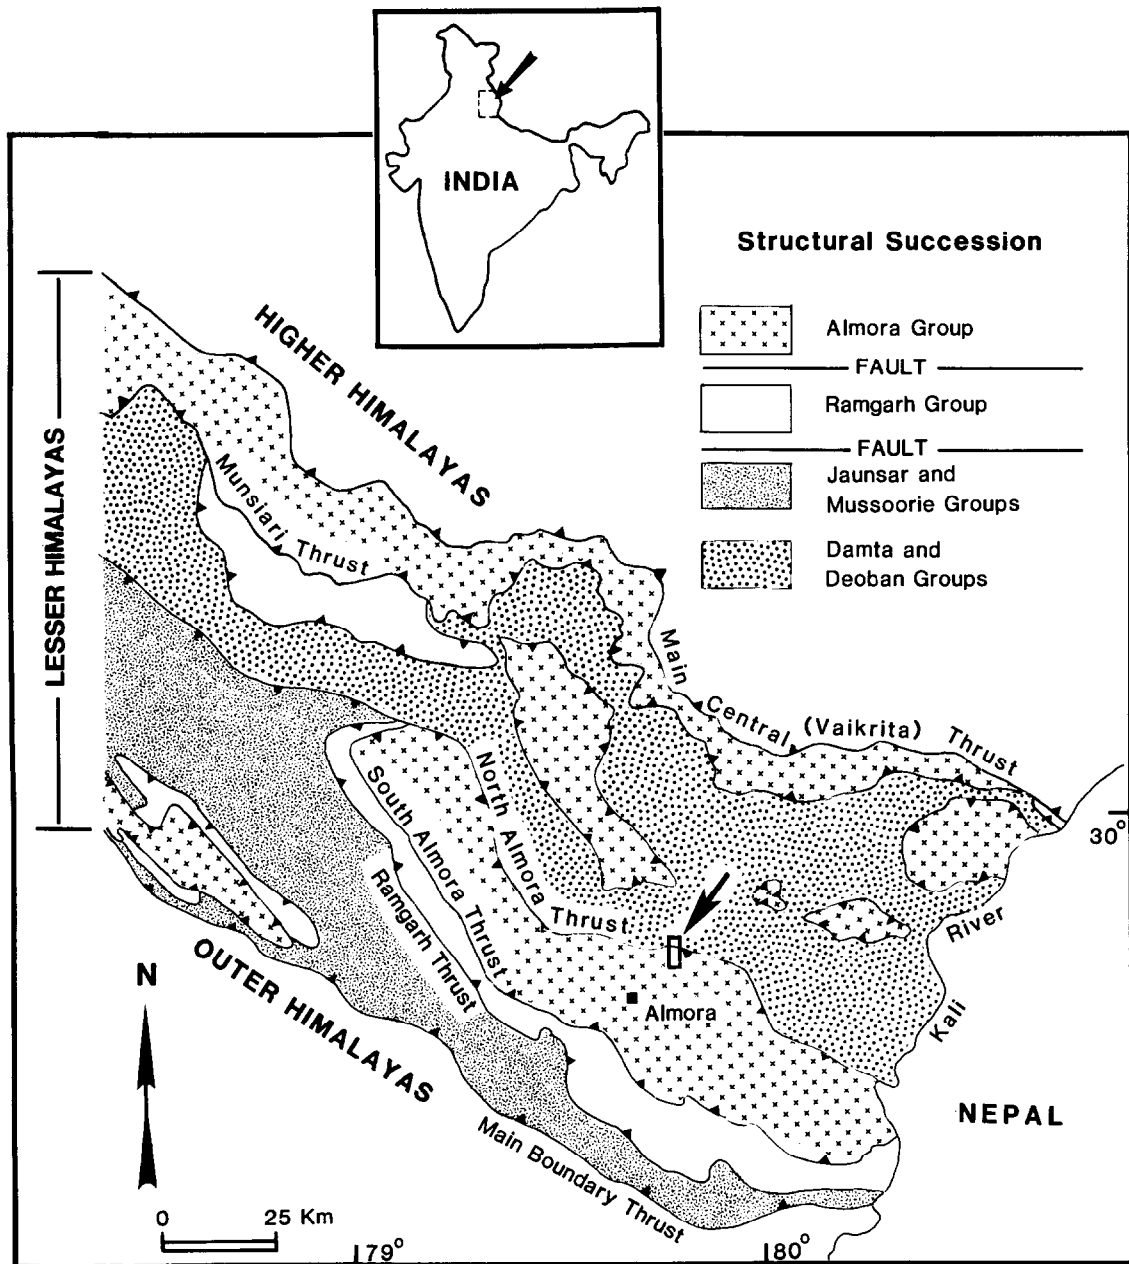 INDIA
Structural Succession
Almora Group
FAULT
Ramgarh Group
FAULT
Jaunsar and
Mussoorie Groups
Damta and
Deoban Groups
HIGHER HIMALAYAS
LESSER HIMALAYAS
Munsiari Thrust
Main Central (Vaikrita) Thrust
North Almora Thrust
South Almora Thrust
Ramgarh Thrust
30°
River
Kali
Almora
OUTER HIMALAYAS
N
NEPAL
Main Boundary Thrust
0 25 Km
79°
80°